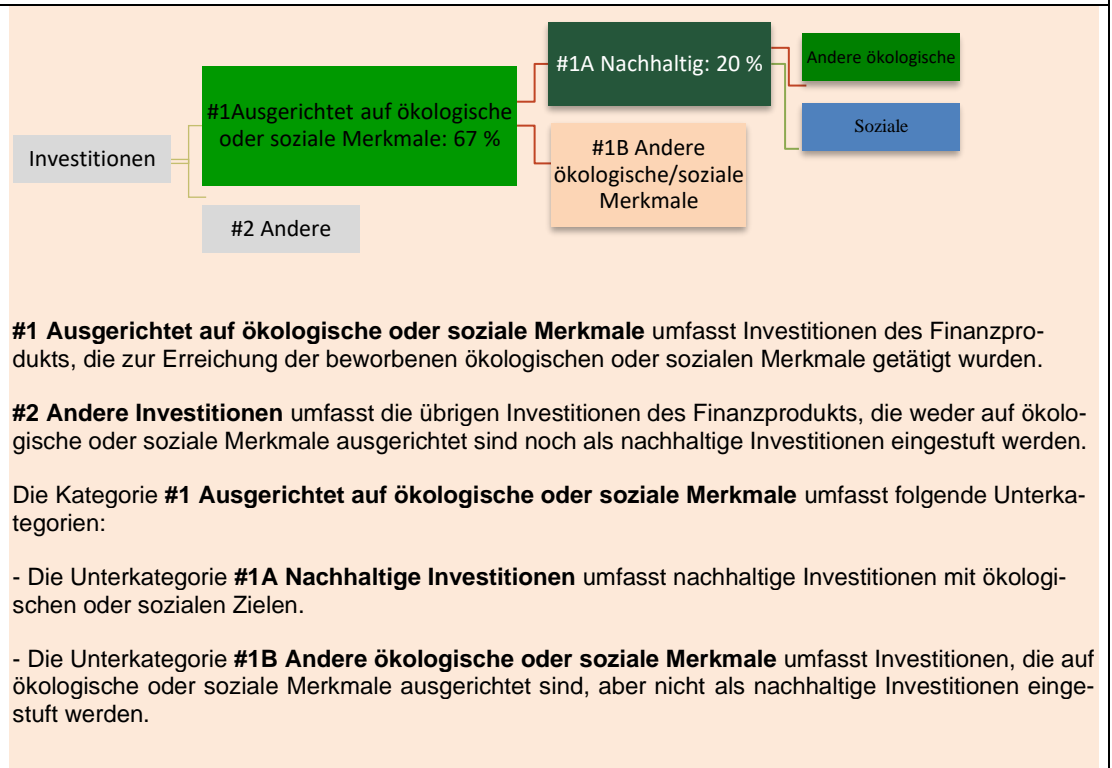 Investitionen
#1Ausgerichtet auf ökologische
oder soziale Merkmale: 67 %
#2 Andere
#1A Nachhaltig: 20 %
#1B Andere
ökologische/soziale
Merkmale
Andere ökologische
Soziale
#1 Ausgerichtet auf ökologische oder soziale Merkmale umfasst Investitionen des Finanzpro-
dukts, die zur Erreichung der beworbenen ökologischen oder sozialen Merkmale getätigt wurden.
#2 Andere Investitionen umfasst die übrigen Investitionen des Finanzprodukts, die weder auf ökolo-
gische oder soziale Merkmale ausgerichtet sind noch als nachhaltige Investitionen eingestuft werden.
Die Kategorie #1 Ausgerichtet auf ökologische oder soziale Merkmale umfasst folgende Unterka-
tegorien:
- Die Unterkategorie #1A Nachhaltige Investitionen umfasst nachhaltige Investitionen mit ökologi-
schen oder sozialen Zielen.
- Die Unterkategorie #1B Andere ökologische oder soziale Merkmale umfasst Investitionen, die auf
ökologische oder soziale Merkmale ausgerichtet sind, aber nicht als nachhaltige Investitionen einge-
stuft werden.